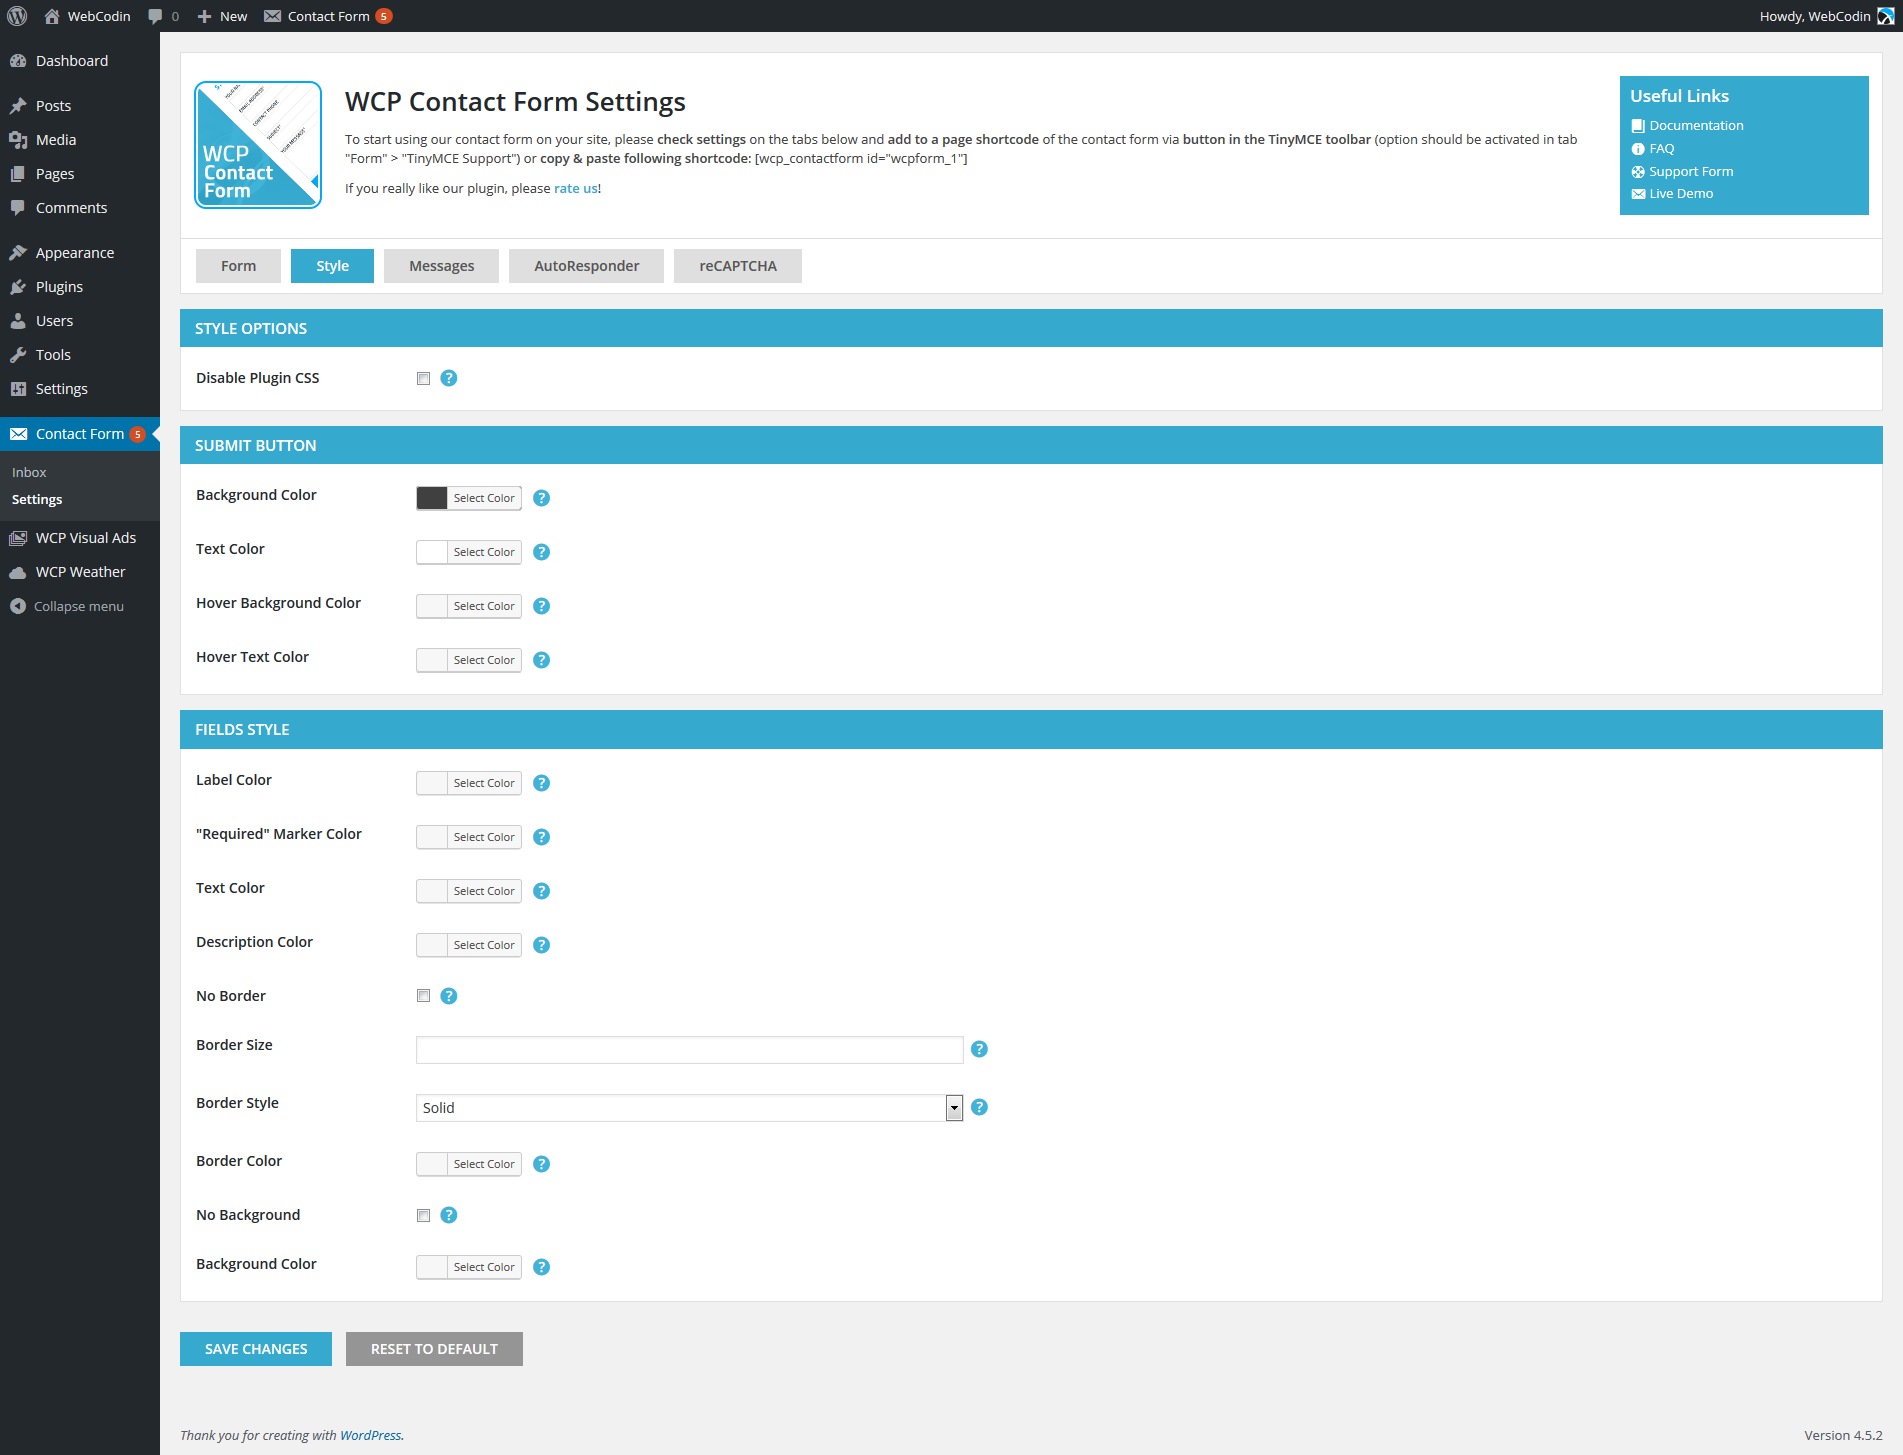 WebCodin
0
New
Contact Form 5
Howdy, WebCodin
Dashboard
Posts
Media
Pages
Comments
Appearance
Plugins
Users
Tools
Settings
Contact Form 5
Inbox
Settings
WCP Visual Ads
WCP Weather
Collapse menu
EMAIL ADDRESS*
CONTACT PHONE
SUBJECT*
YOUR MESSAGE*
WCP
Contact
Form
WCP Contact Form Settings
To start using our contact form on your site, please check settings on the tabs below and add to a page shortcode of the contact form via button in the TinyMCE toolbar (option should be activated in tab
"Form" > "TinyMCE Support") or copy & paste following shortcode: [wcp_contactform id="wcpform_1"]
If you really like our plugin, please rate us!
Useful Links
Documentation
FAQ
Support Form
Live Demo
Form
Style
Messages
AutoResponder
reCAPTCHA
STYLE OPTIONS
Disable Plugin CSS ?
SUBMIT BUTTON
Background Color Select Color ?
Text Color Select Color ?
Hover Background Color Select Color ?
Hover Text Color Select Color ?
FIELDS STYLE
Label Color Select Color ?
"Required" Marker Color Select Color ?
Text Color Select Color ?
Description Color Select Color ?
No Border ?
Border Size ?
Border Style Solid ?
Border Color Select Color ?
No Background ?
Background Color Select Color ?
SAVE CHANGES
RESET TO DEFAULT
Thank you for creating with WordPress.
Version 4.5.2